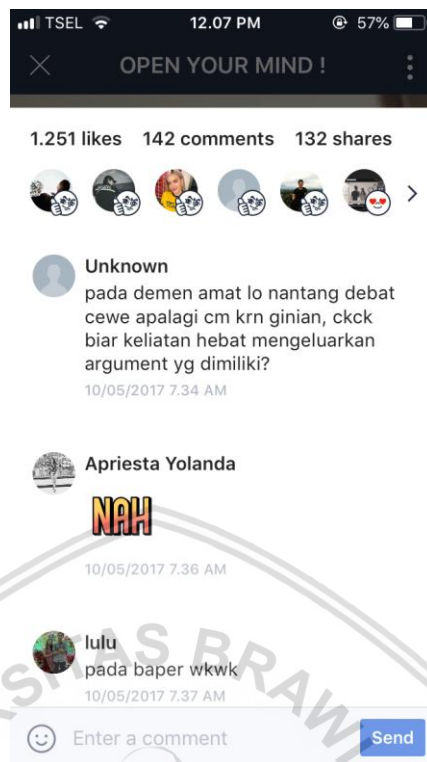 TSEL 12.07 PM 57%
OPEN YOUR MIND !
1.251 likes 142 comments 132 shares
Unknown
pada demen amat lo nantang debat
cewe apalagi cm krn ginian, ckck
biar keliatan hebat mengeluarkan
argument yg dimiliki?
10/05/2017 7.34 AM
Apriesta Yolanda
NAH
10/05/2017 7.36 AM
lulu
pada baper wkwk
10/05/2017 7.37 AM
SITAS BRAW
Enter a comment Send